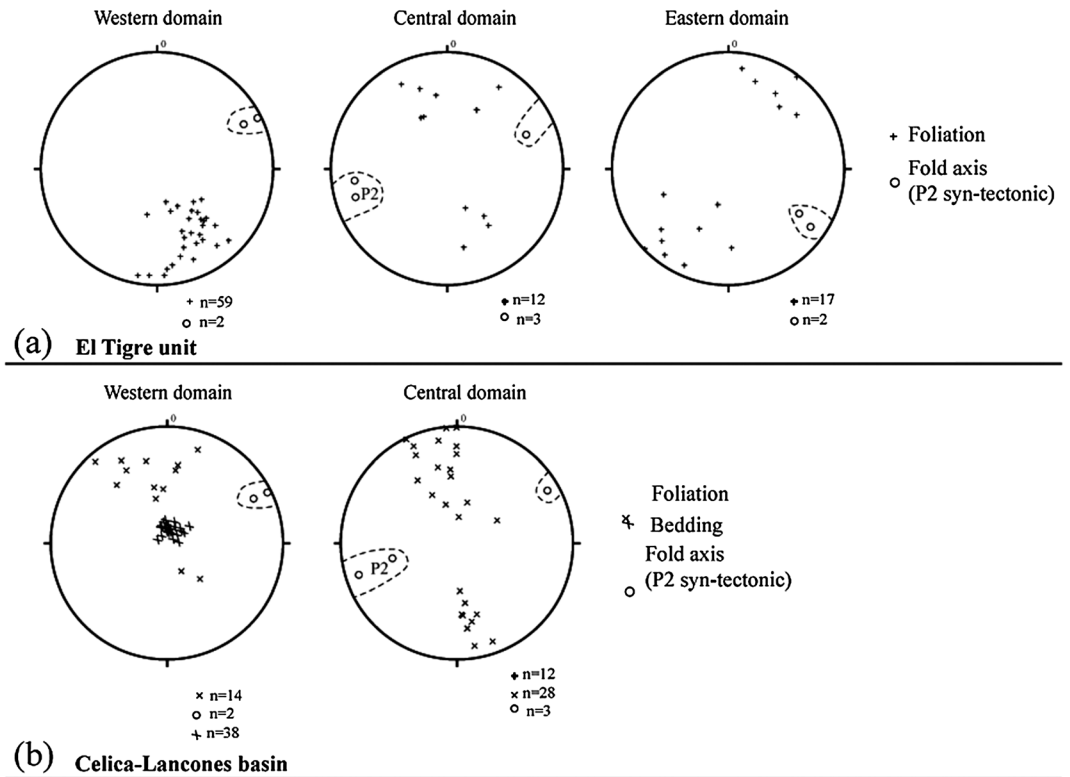 Western domain
Central domain
Eastern domain
0
0
0
P2
+ Foliation
Fold axis
○ (P2 syn-tectonic)
+ n=59
○ n=2
+ n=12
○ n=3
+ n=17
○ n=2
(a) El Tigre unit
Western domain
Central domain
0
0
P2
Foliation
Bedding
Fold axis
○ (P2 syn-tectonic)
× n=14
○ n=2
+ n=38
+ n=12
× n=28
○ n=3
(b) Celica-Lancones basin